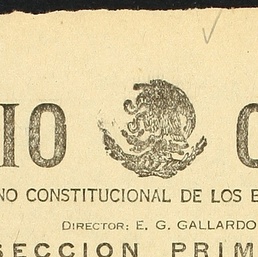 IO
NO CONSTITUCIONAL DE LOS
DIRECTOR: E. G. GALLARDO
SECCION PRIM